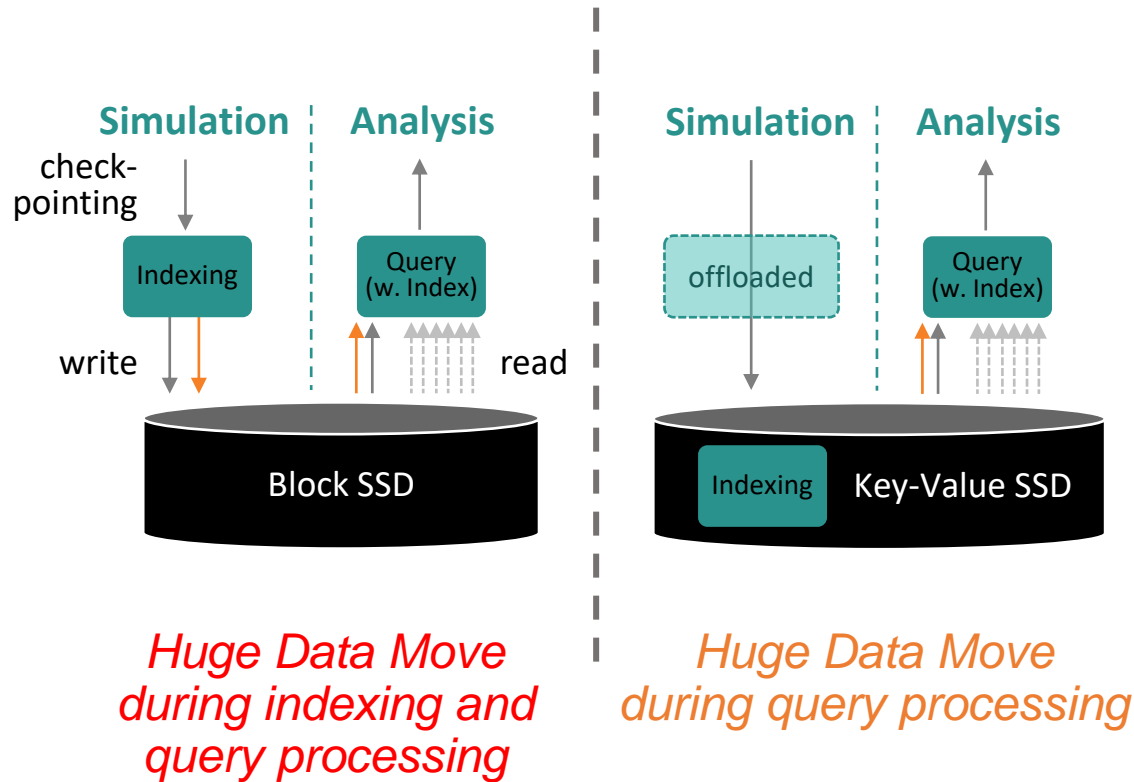 Simulation
Analysis
check-
pointing
Indexing
Query
(w. Index)
write
read
Block SSD
Huge Data Move
during indexing and
query processing
Simulation
Analysis
offloaded
Query
(w. Index)
Indexing
Key-Value SSD
Huge Data Move
during query processing